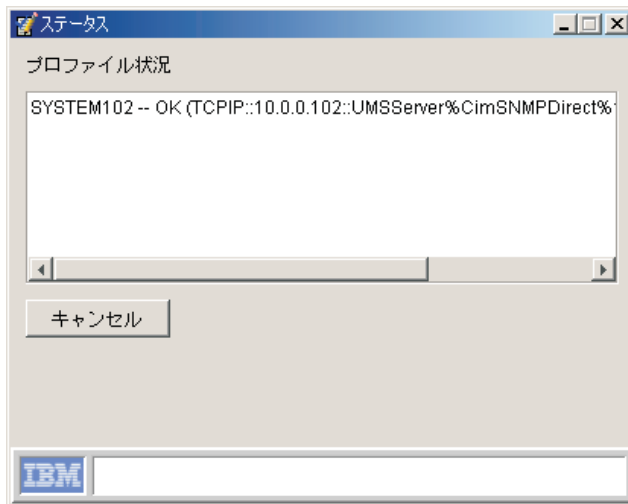 ステータス
プロファイル状況
SYSTEM102 -- OK (TCPIP::10.0.0.102::UMSServer%CimSNMPDirect%
キャンセル
IBM